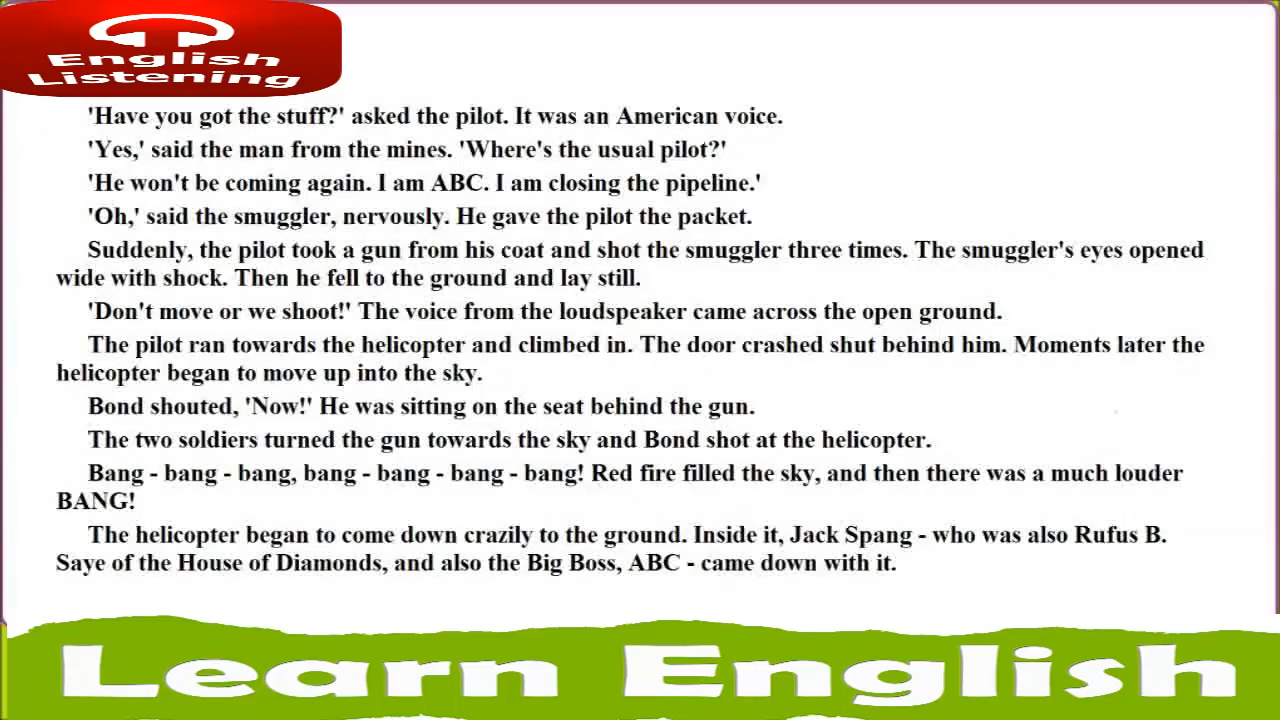 English
Listening
'Have you got the stuff?' asked the pilot. It was an American voice.
'Yes,' said the man from the mines. 'Where's the usual pilot?'
'He won't be coming again. I am ABC. I am closing the pipeline.'
'Oh,' said the smuggler, nervously. He gave the pilot the packet.
Suddenly, the pilot took a gun from his coat and shot the smuggler three times. The smuggler's eyes opened
wide with shock. Then he fell to the ground and lay still.
'Don't move or we shoot!' The voice from the loudspeaker came across the open ground.
The pilot ran towards the helicopter and climbed in. The door crashed shut behind him. Moments later the
helicopter began to move up into the sky.
Bond shouted, 'Now!' He was sitting on the seat behind the gun.
The two soldiers turned the gun towards the sky and Bond shot at the helicopter.
Bang - bang - bang, bang - bang - bang - bang! Red fire filled the sky, and then there was a much louder
BANG!
The helicopter began to come down crazily to the ground. Inside it, Jack Spang - who was also Rufus B.
Saye of the House of Diamonds, and also the Big Boss, ABC - came down with it.
Learn English